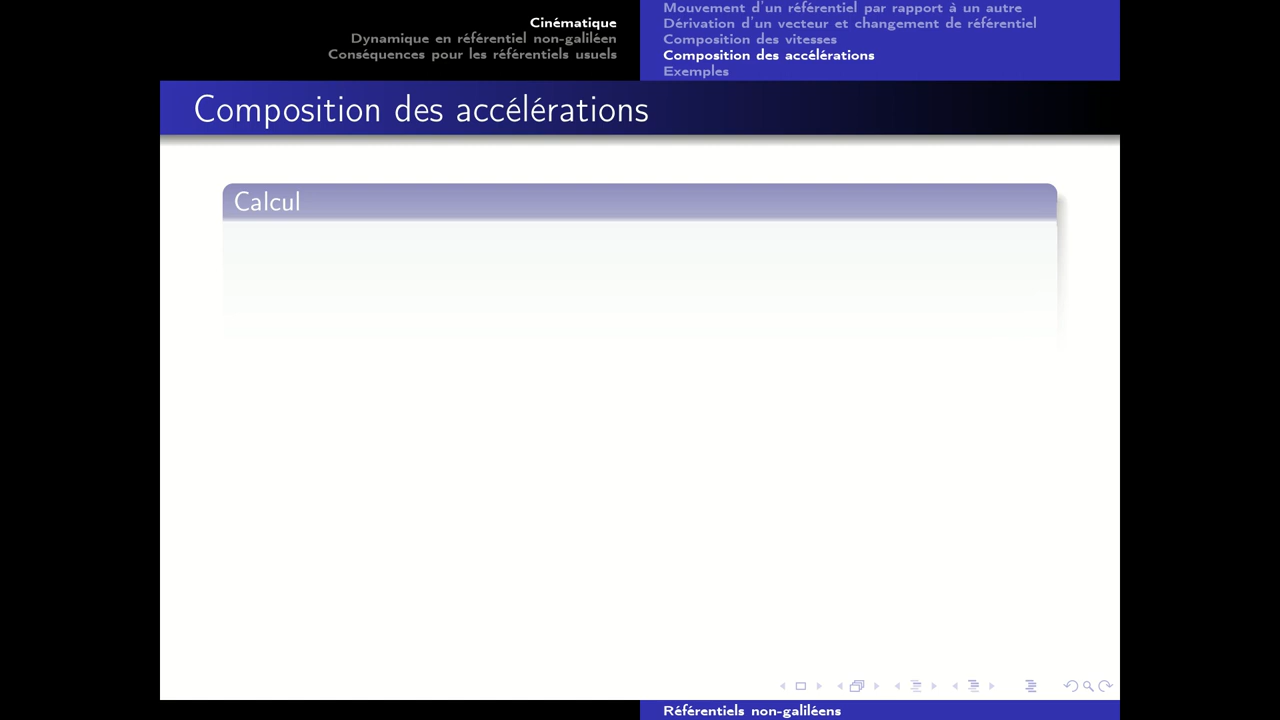 Cinématique
Dynamique en référentiel non-galiléen
Conséquences pour les référentiels usuels
Mouvement d'un référentiel par rapport à un autre
Dérivation d'un vecteur et changement de référentiel
Composition des vitesses
Composition des accélérations
Exemples
Composition des accélérations
Calcul
Référentiels non-galiléens